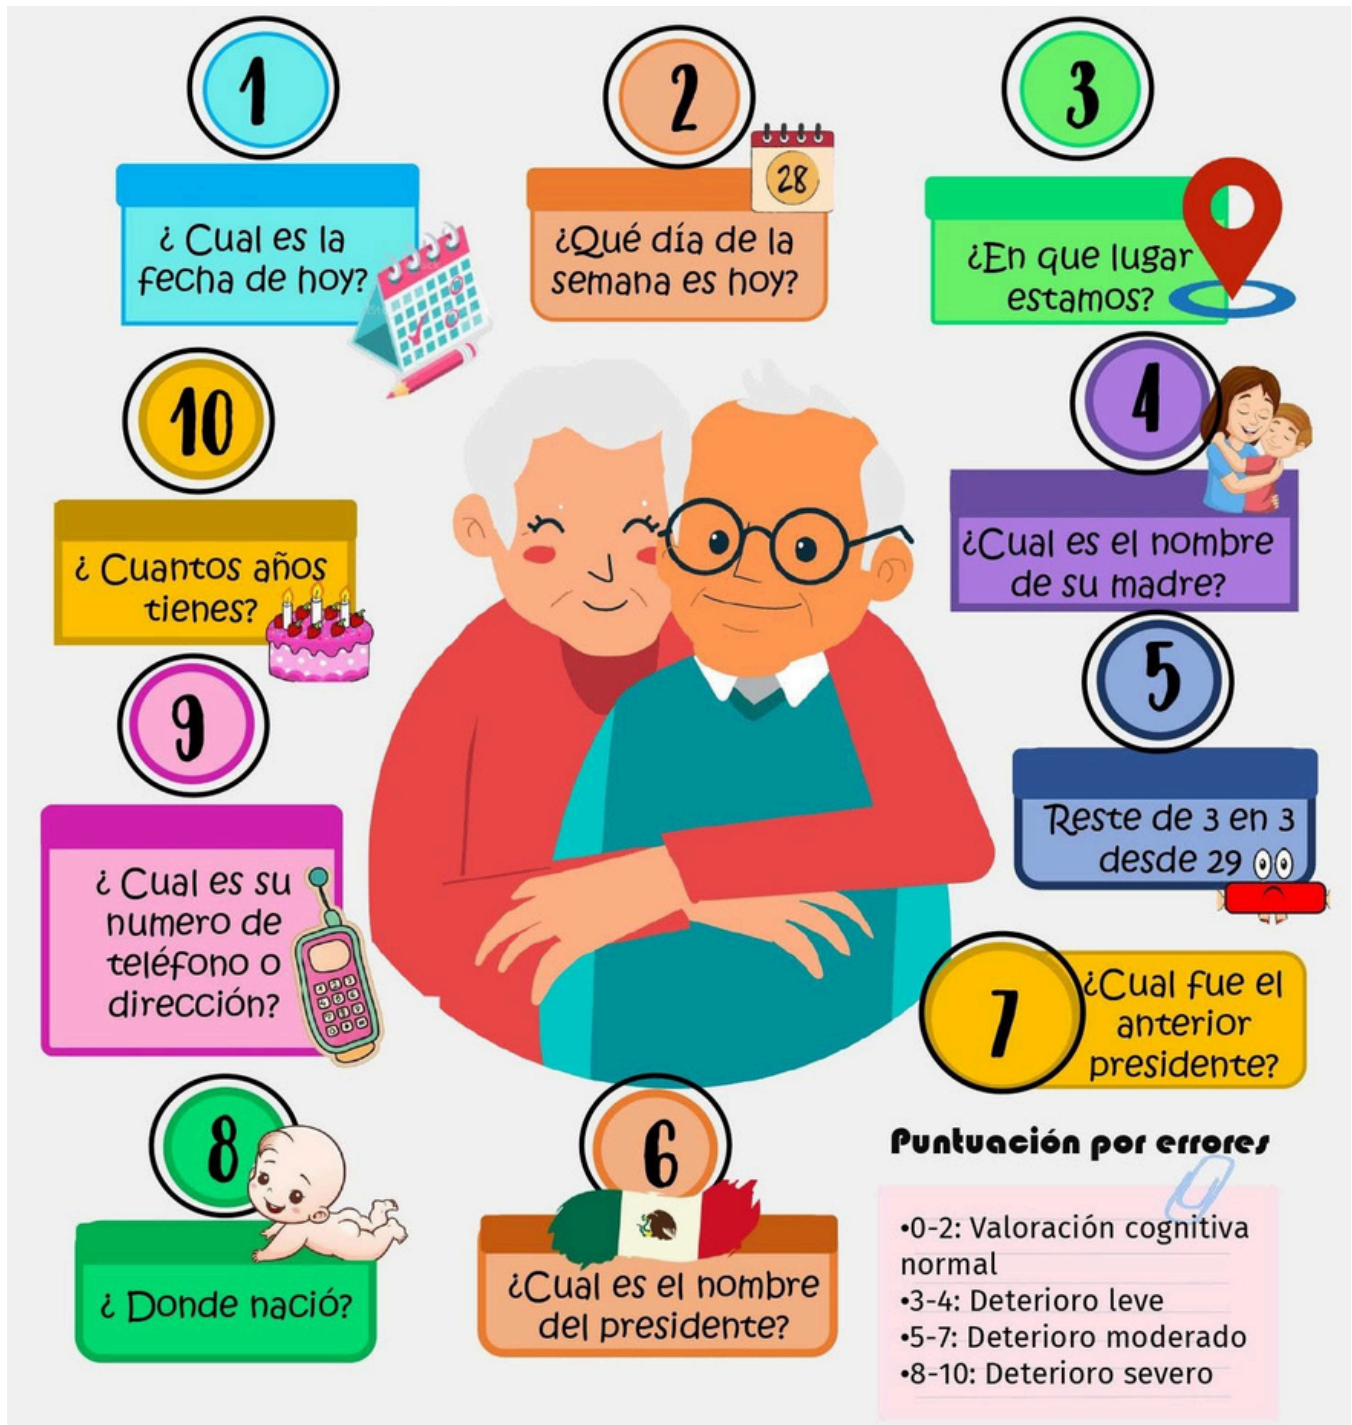 1
¿ Cual es la
fecha de hoy?
2
28
¿Qué día de la
semana es hoy?
3
¿En que lugar
estamos?
4
¿Cual es el nombre
de su madre?
5
Reste de 3 en 3
desde 29
6
¿Cual es el nombre
del presidente?
7
¿Cual fue el
anterior
presidente?
8
¿ Donde nació?
9
¿ Cual es su
numero de
teléfono o
dirección?
10
¿ Cuantos años
tienes?
Puntuación por errores
•0-2: Valoración cognitiva
normal
•3-4: Deterioro leve
•5-7: Deterioro moderado
•8-10: Deterioro severo